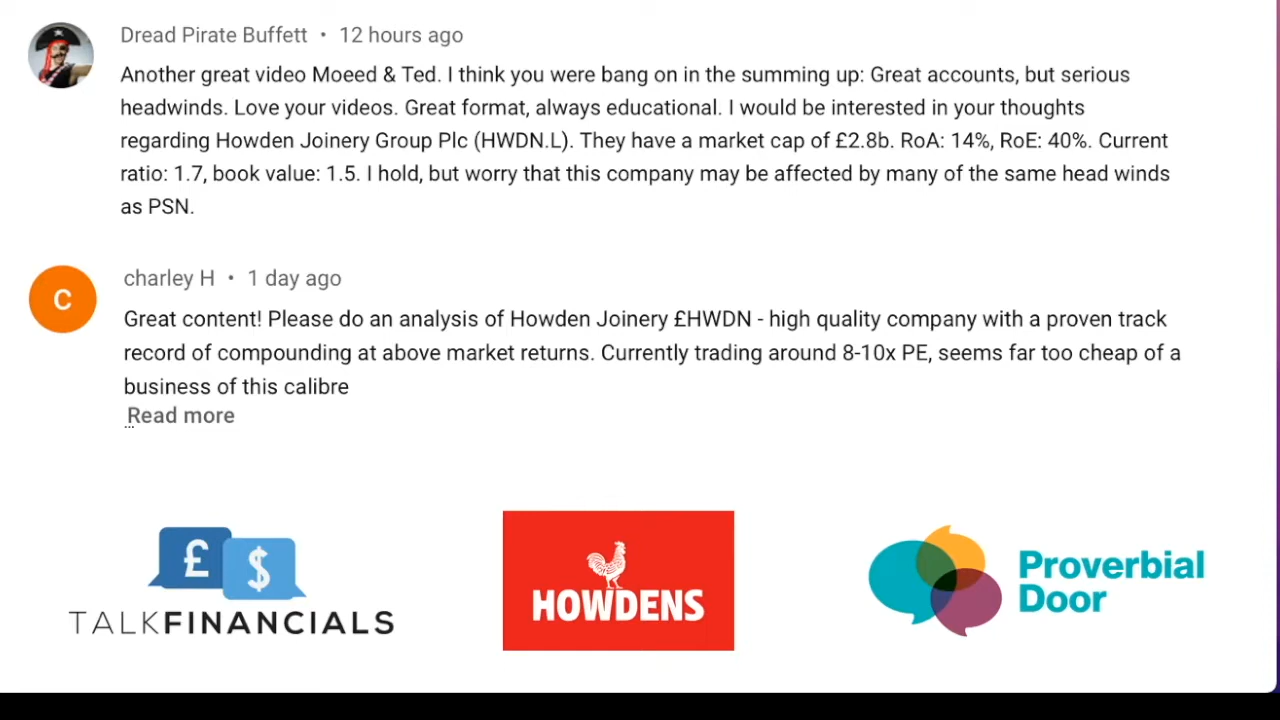 Dread Pirate Buffett • 12 hours ago
Another great video Moeed & Ted. I think you were bang on in the summing up: Great accounts, but serious
headwinds. Love your videos. Great format, always educational. I would be interested in your thoughts
regarding Howden Joinery Group Plc (HWDN.L). They have a market cap of £2.8b. RoA: 14%, RoE: 40%. Current
ratio: 1.7, book value: 1.5. I hold, but worry that this company may be affected by many of the same head winds
as PSN.
C
charley H • 1 day ago
Great content! Please do an analysis of Howden Joinery £HWDN - high quality company with a proven track
record of compounding at above market returns. Currently trading around 8-10x PE, seems far too cheap of a
business of this calibre
...
Read more
£ $
TALKFINANCIALS
HOWDENS
Proverbial
Door